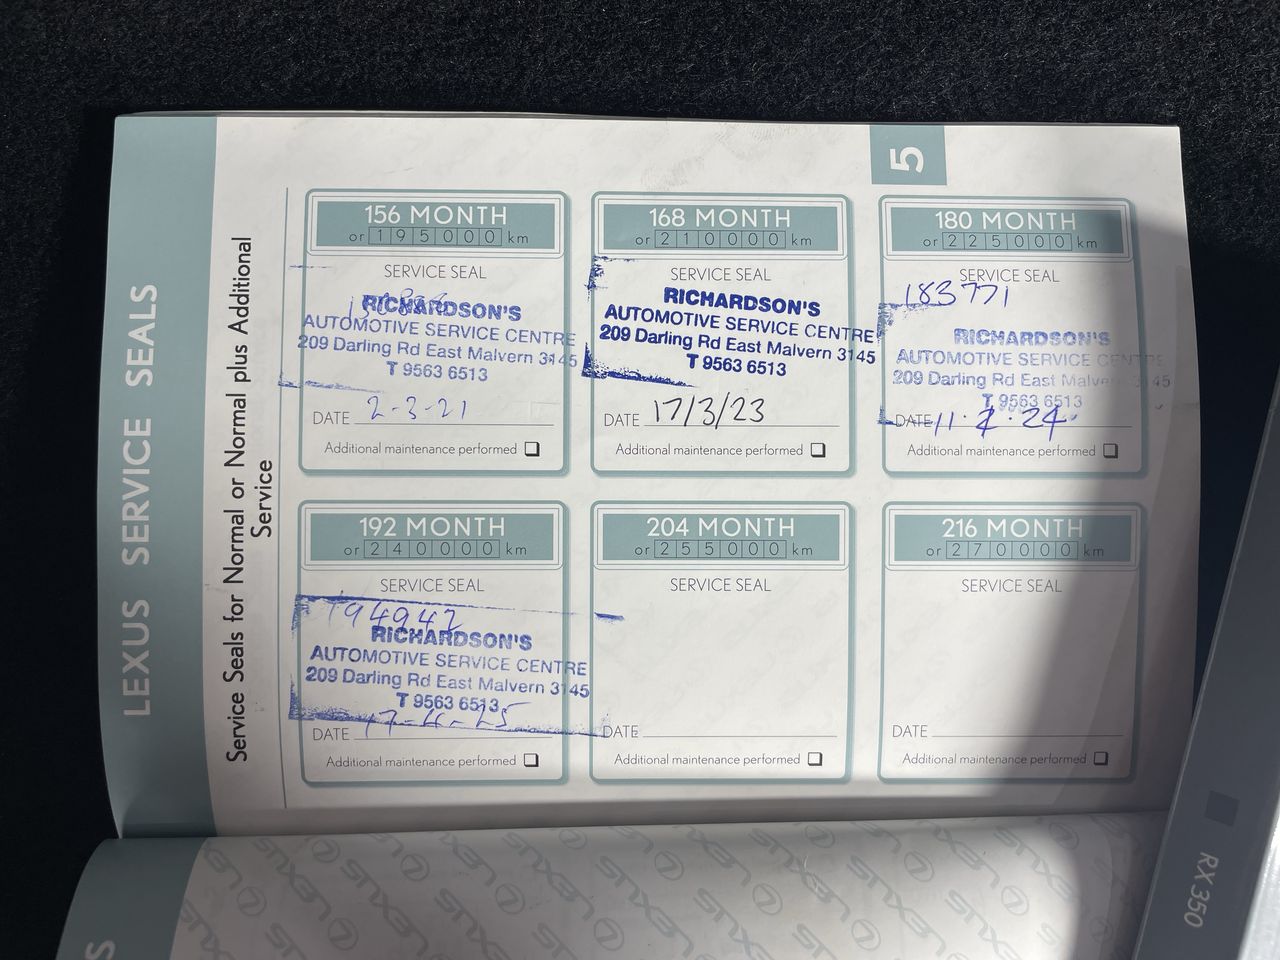 LEXUS SERVICE SEALS
Service Seals for Normal or Normal plus Additional
Service
5
156 MONTH
or 195000 km
SERVICE SEAL
RICHARDSON'S
AUTOMOTIVE SERVICE CENTRE
209 Darling Rd East Malvern 3145
T 9563 6513
DATE 2-3-21
Additional maintenance performed
168 MONTH
or 210000 km
SERVICE SEAL
RICHARDSON'S
AUTOMOTIVE SERVICE CENTRE
209 Darling Rd East Malvern 3145
T 9563 6513
DATE 17/3/23
Additional maintenance performed
180 MONTH
or 225000 km
SERVICE SEAL
183771
RICHARDSON'S
AUTOMOTIVE SERVICE CENTRE
209 Darling Rd East Malvern 3145
T 9563 6513
DATE
Additional maintenance performed
192 MONTH
or 240000 km
SERVICE SEAL
194942
RICHARDSON'S
AUTOMOTIVE SERVICE CENTRE
209 Darling Rd East Malvern 3145
T 9563 6513
DATE
Additional maintenance performed
204 MONTH
or 255000 km
SERVICE SEAL
DATE
Additional maintenance performed
216 MONTH
or 270000 km
SERVICE SEAL
DATE
Additional maintenance performed
RX 350